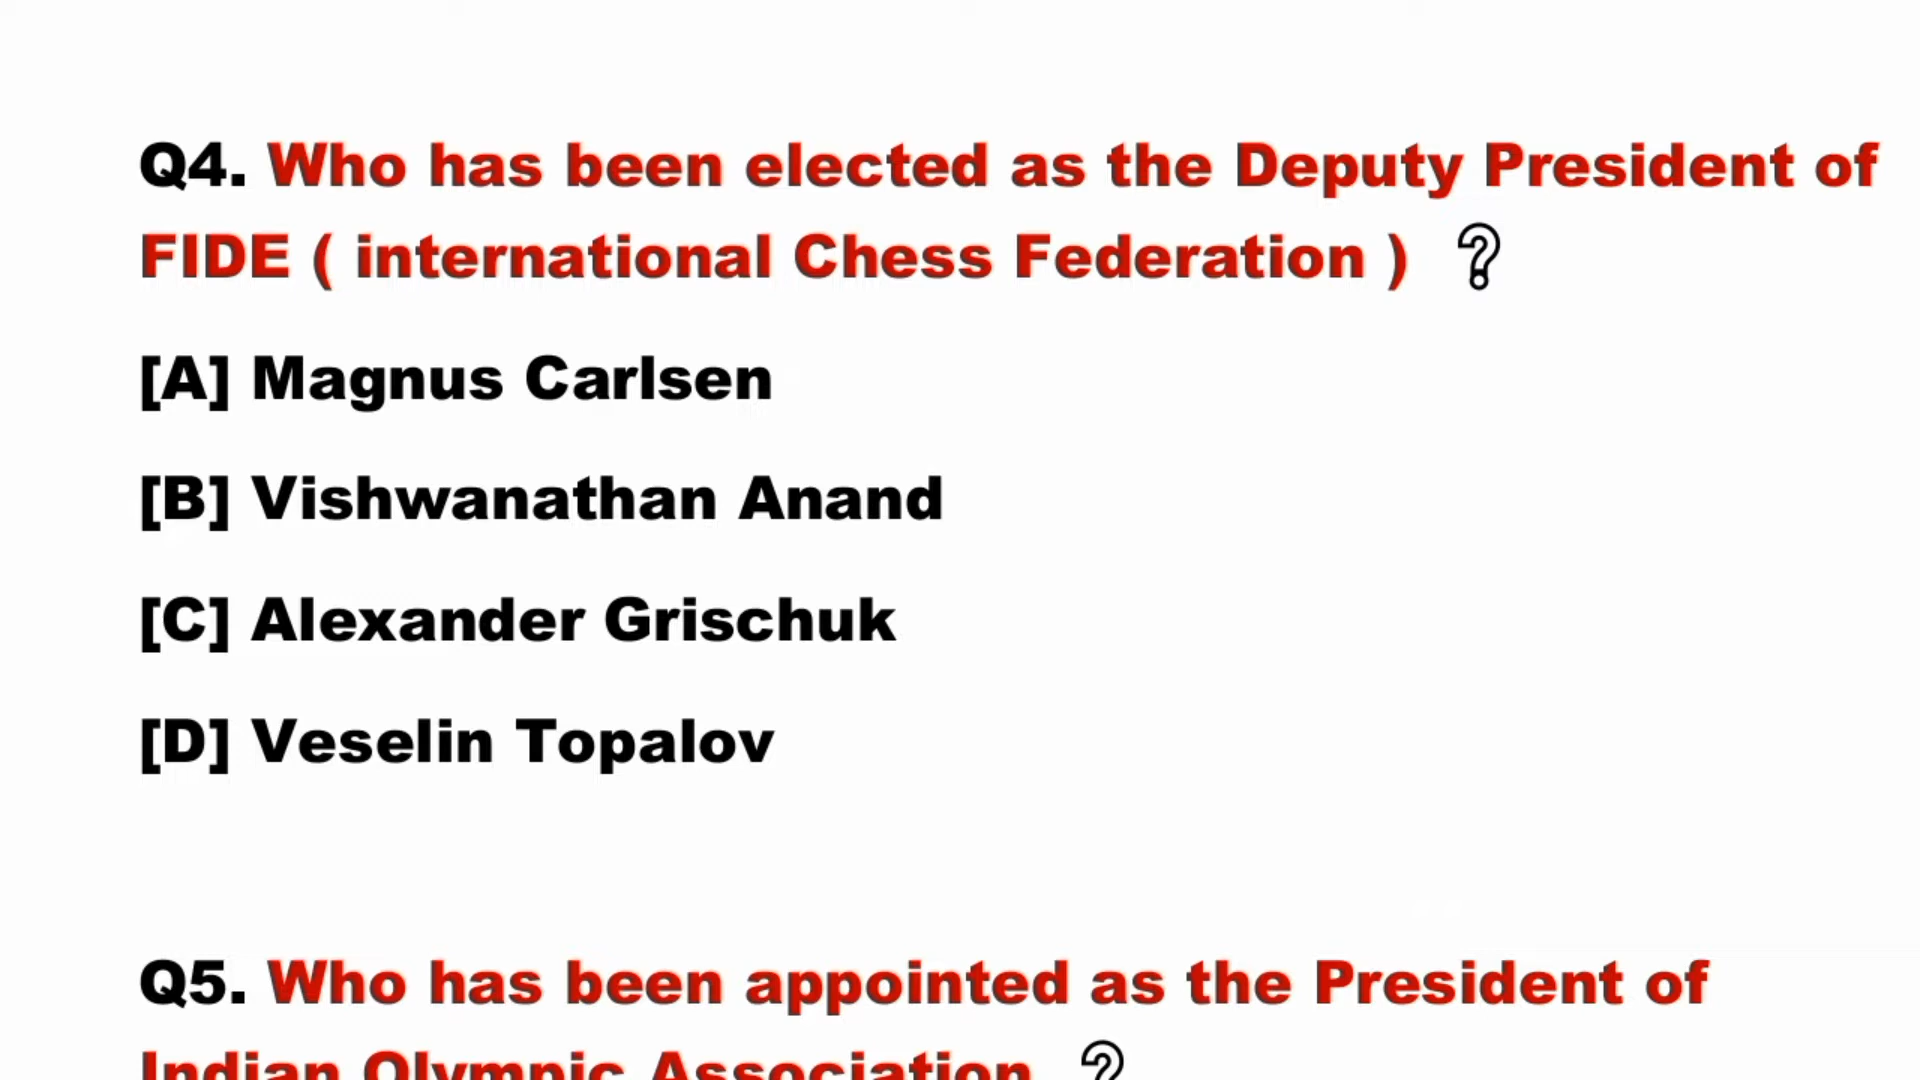 Q4. Who has been elected as the Deputy President of
FIDE ( international Chess Federation ) ?
[A] Magnus Carlsen
[B] Vishwanathan Anand
[C] Alexander Grischuk
[D] Veselin Topalov
Q5. Who has been appointed as the President of
Indian Olympic Association ?